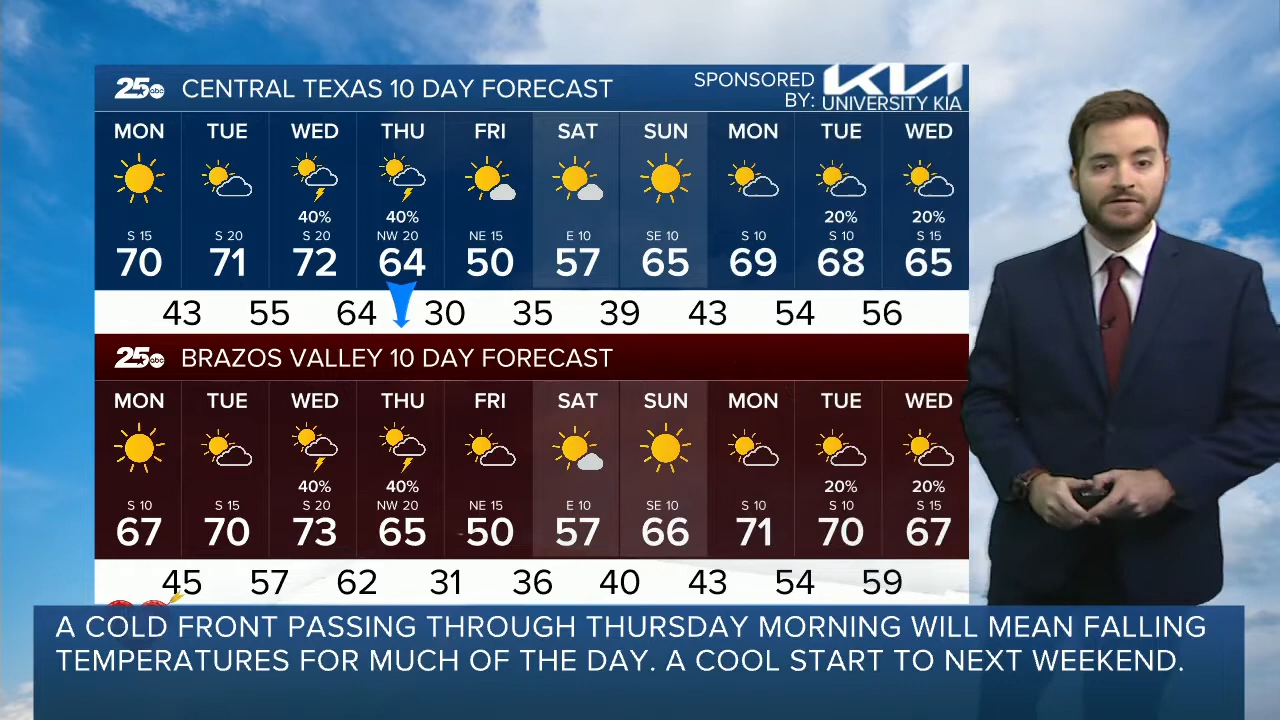 25 abc CENTRAL TEXAS 10 DAY FORECAST SPONSORED BY: KIA UNIVERSITY KIA
MON TUE WED THU FRI SAT SUN MON TUE WED
40% 40% 20% 20%
S 15 S 20 S 20 NW 20 NE 15 E 10 SE 10 S 10 S 10 S 15
70 71 72 64 50 57 65 69 68 65
43 55 64 30 35 39 43 54 56
25 abc BRAZOS VALLEY 10 DAY FORECAST
MON TUE WED THU FRI SAT SUN MON TUE WED
40% 40% 20% 20%
S 10 S 15 S 20 NW 20 NE 15 E 10 SE 10 S 10 S 10 S 15
67 70 73 65 50 57 66 71 70 67
45 57 62 31 36 40 43 54 59
A COLD FRONT PASSING THROUGH THURSDAY MORNING WILL MEAN FALLING
TEMPERATURES FOR MUCH OF THE DAY. A COOL START TO NEXT WEEKEND.